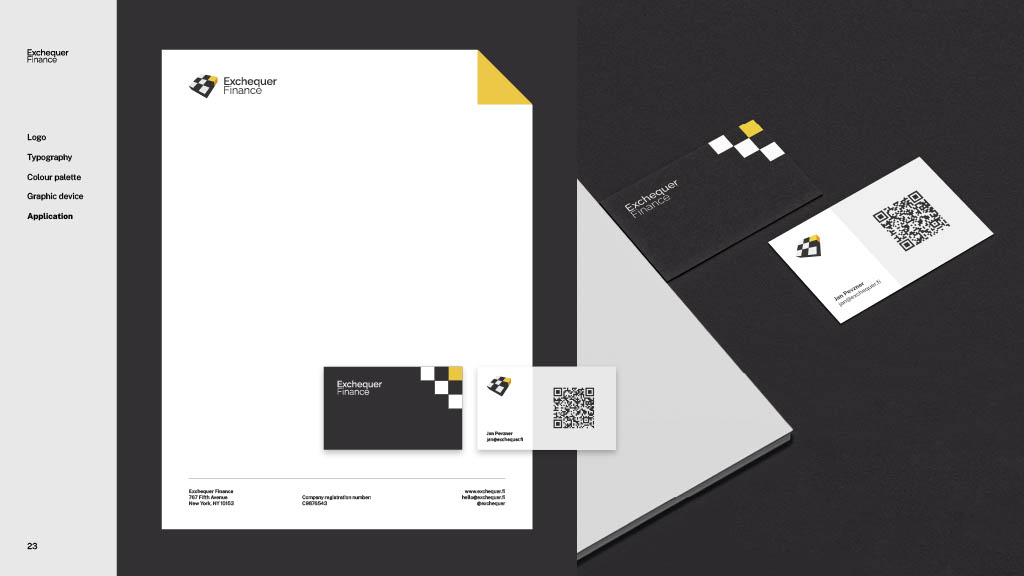 Exchequer
Finance
Logo
Typography
Colour palette
Graphic device
Application
23
Exchequer
Finance
Exchequer
Finance
Jan Pevzner
jan@exchequer.fi
Exchequer Finance
767 Fifth Avenue
New York, NY 10153
Company registration number:
C9876543
www.exchequer.fi
hello@exchequer.fi
@exchequer
Exchequer
Finance
Jan Pevzner
jan@exchequer.fi